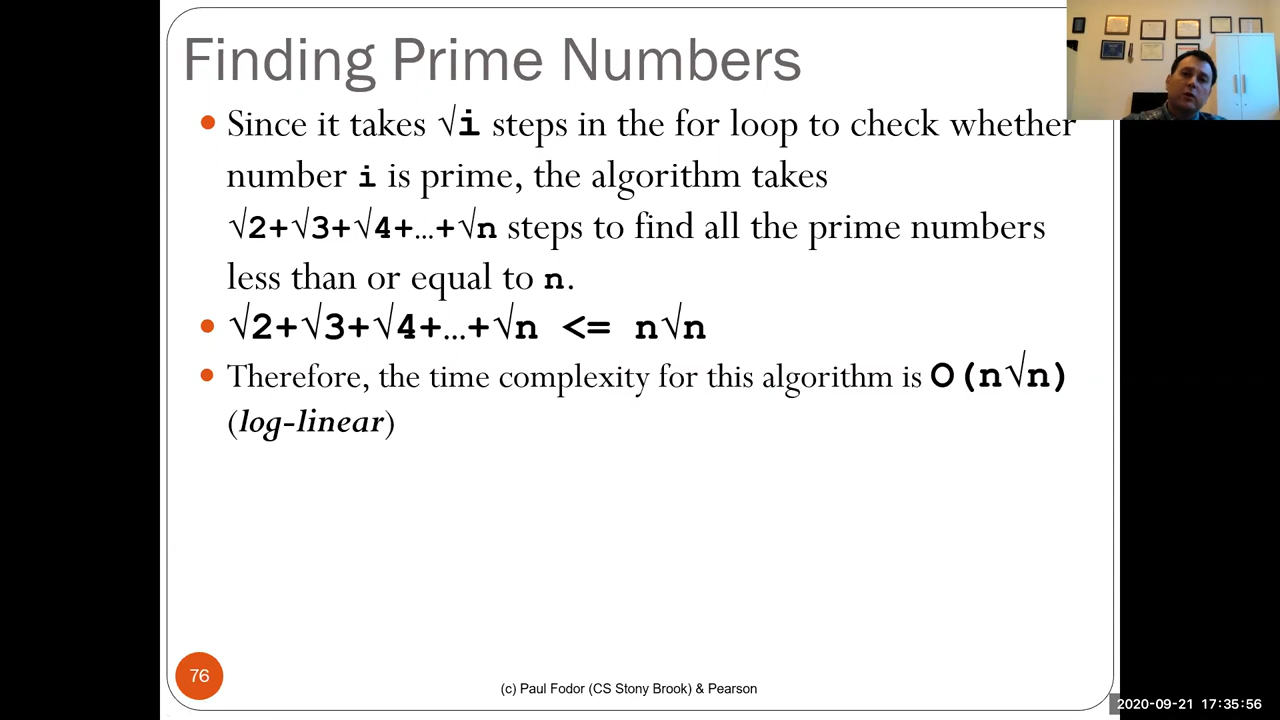 Finding Prime Numbers
• Since it takes √i steps in the for loop to check whether
number i is prime, the algorithm takes
√2+√3+√4+…+√n steps to find all the prime numbers
less than or equal to n.
• √2+√3+√4+…+√n <= n√n
• Therefore, the time complexity for this algorithm is O(n√n)
(log-linear)
76
(c) Paul Fodor (CS Stony Brook) & Pearson
2020-09-21 17:35:56